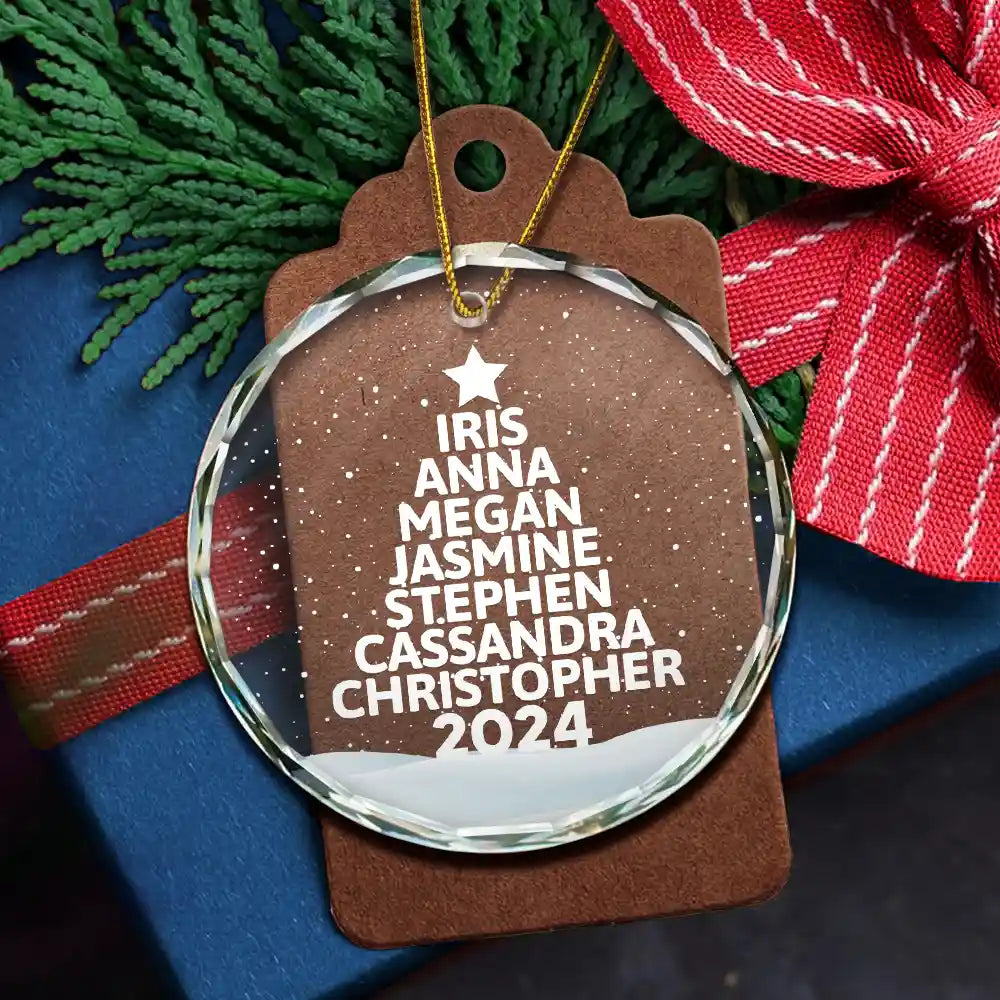 IRIS
ANNA
MEGAN
JASMINE
STEPHEN
CASSANDRA
CHRISTOPHER
2024